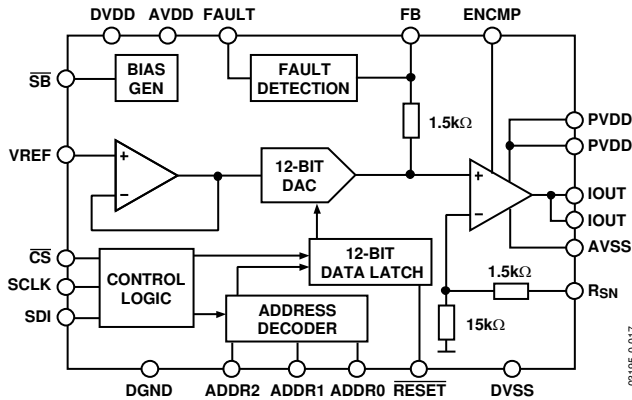 DVDD AVDD FAULT FB ENCMP
SB
BIAS
GEN
FAULT
DETECTION
1.5kΩ
PVDD
PVDD
VREF
+
−
12-BIT
DAC
+
−
IOUT
IOUT
AVSS
CS
SCLK
SDI
CONTROL
LOGIC
12-BIT
DATA LATCH
ADDRESS
DECODER
1.5kΩ
15kΩ
RSN
DGND ADDR2 ADDR1 ADDR0 RESET DVSS